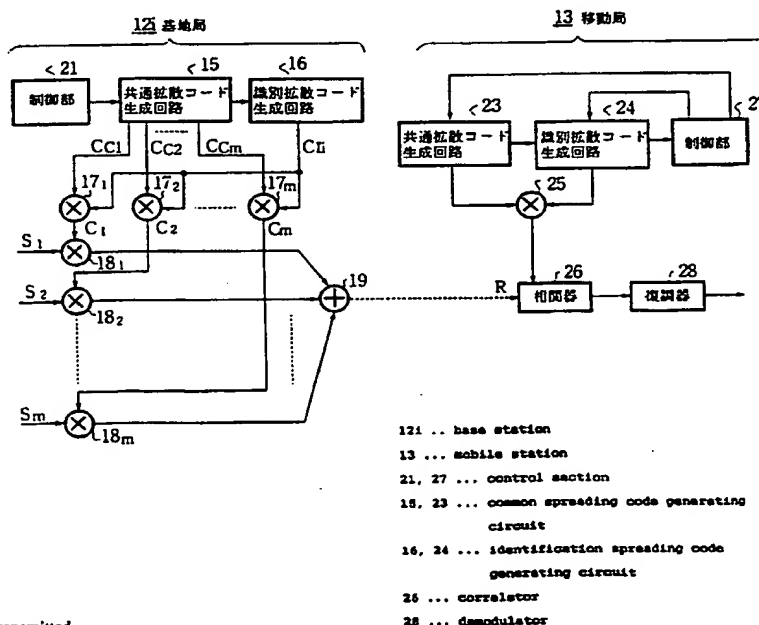 12i 基地局
13 移動局
21
15
16
制御部
共通拡散コード
生成回路
識別拡散コード
生成回路
23
24
共通拡散コード
生成回路
識別拡散コード
生成回路
制御部
CC1
CC2
CCm
CIi
25
17₁
17₂
17m
C₁
C₂
Cm
S₁
18₁
S₂
18₂
19
R
26
相関器
28
復調器
Sm
18m
12i .. base station
13 ... mobile station
21, 27 ... control section
15, 23 ... common spreading code generating
circuit
16, 24 ... identification spreading code
generating circuit
26 ... correlator
28 ... demodulator